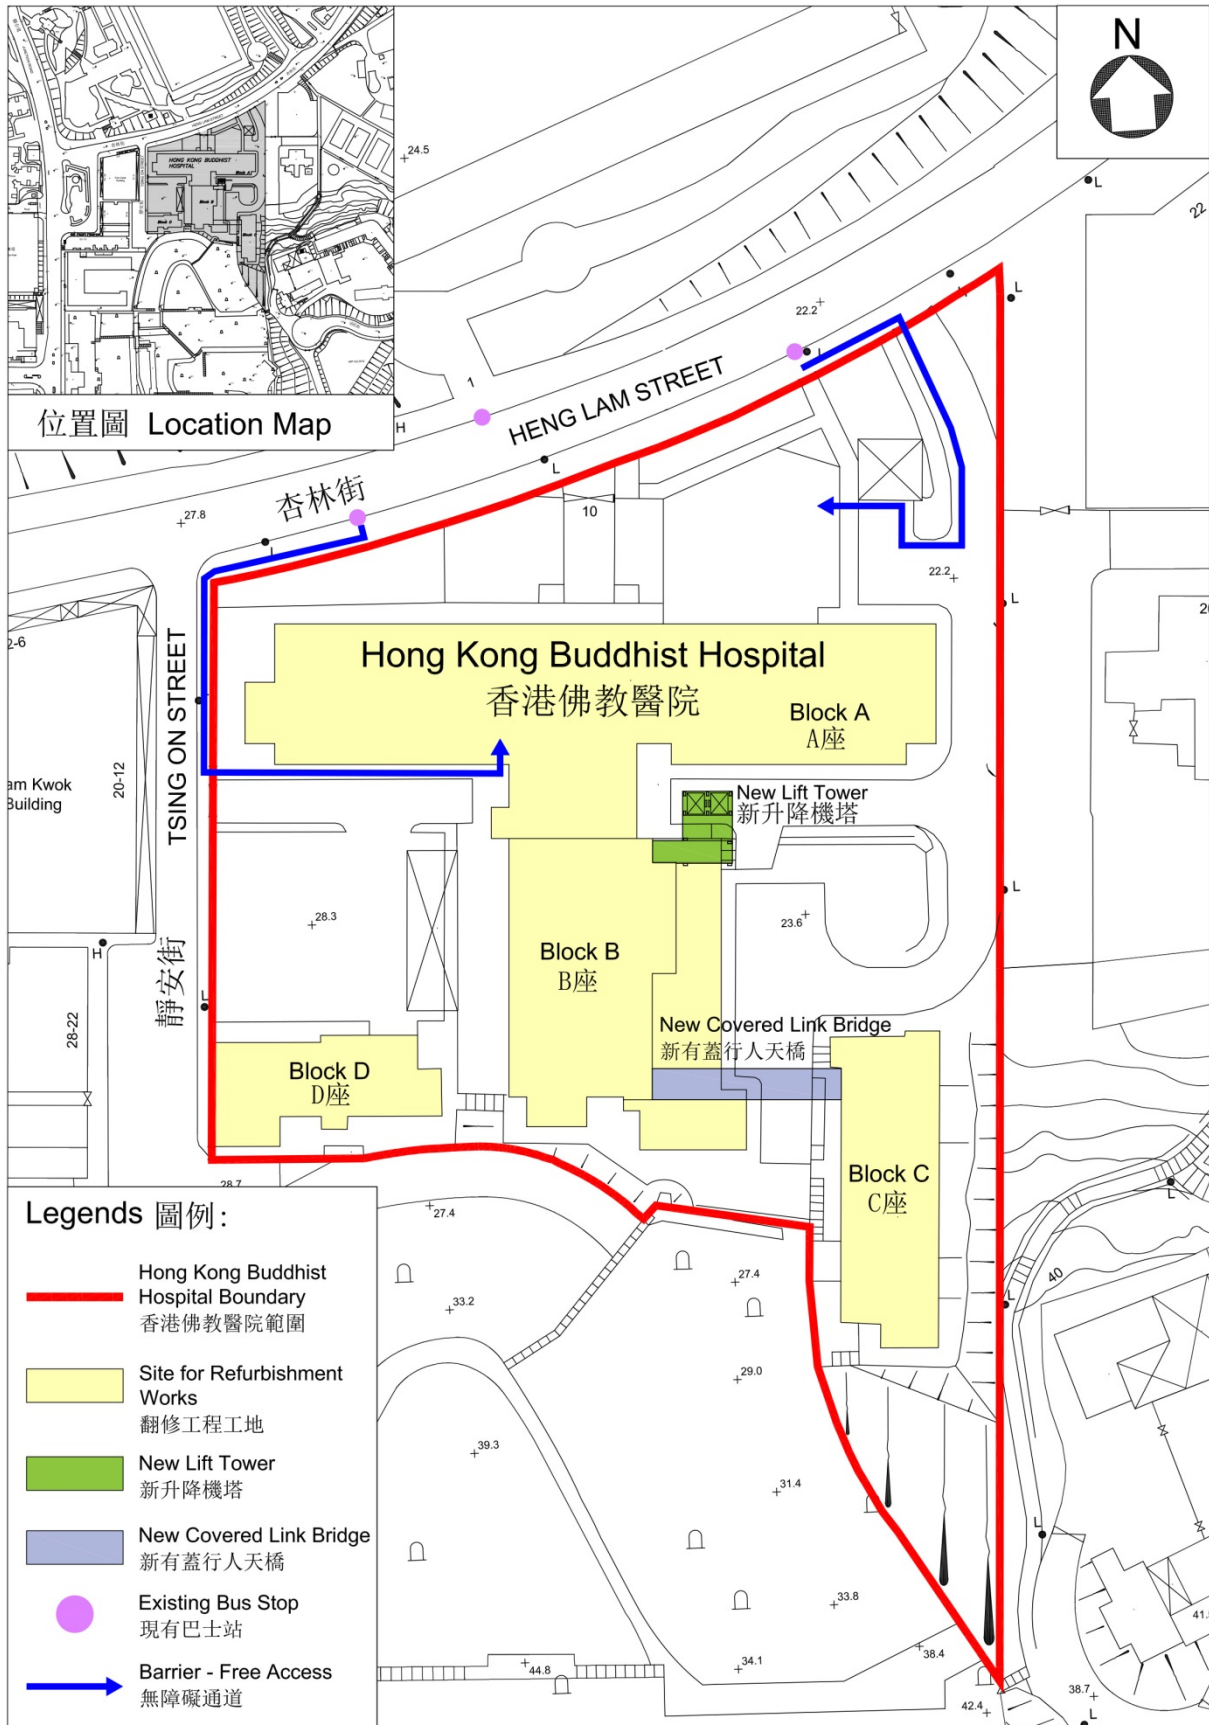 N
HONG KONG BUDDHIST
HOSPITAL
Block A
Block B
Block C
Block D
位置圖 Location Map
HENG LAM STREET
杏林街
TSING ON STREET
靜安街
Hong Kong Buddhist Hospital
香港佛教醫院
Block A
A座
New Lift Tower
新升降機塔
Block B
B座
New Covered Link Bridge
新有蓋行人天橋
Block D
D座
Block C
C座
am Kwok
Building
24.5
22.2
22
1
H
L
L
L
L
27.8
10
22.2
L
2-6
20-12
28.3
23.6
L
H
L
28-22
28.7
27.4
27.4
33.2
29.0
39.3
31.4
33.8
34.1
38.4
44.8
42.4
38.7
40
L
L
L
L
Legends 圖例:
Hong Kong Buddhist
Hospital Boundary
香港佛教醫院範圍
Site for Refurbishment
Works
翻修工程工地
New Lift Tower
新升降機塔
New Covered Link Bridge
新有蓋行人天橋
Existing Bus Stop
現有巴士站
Barrier - Free Access
無障礙通道